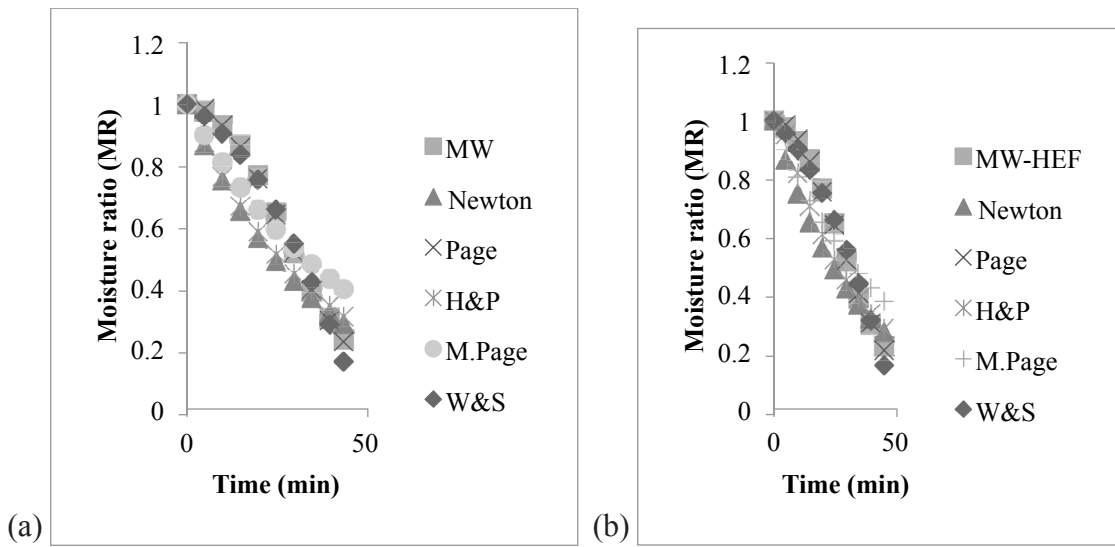 1.2
1
0.8
0.6
0.4
0.2
0
0
50
Moisture ratio (MR)
Time (min)
MW
Newton
Page
H&P
M.Page
W&S
(a)
1.2
1
0.8
0.6
0.4
0.2
0
0
50
Moisture ratio (MR)
Time (min)
MW-HEF
Newton
Page
H&P
M.Page
W&S
(b)